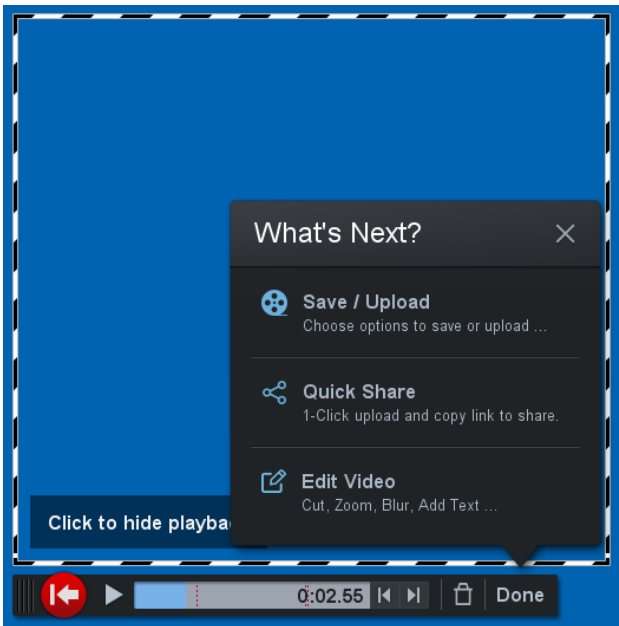 What's Next?
Save / Upload
Choose options to save or upload ...
Quick Share
1-Click upload and copy link to share.
Edit Video
Cut, Zoom, Blur, Add Text ...
Click to hide
0:02.55
Done